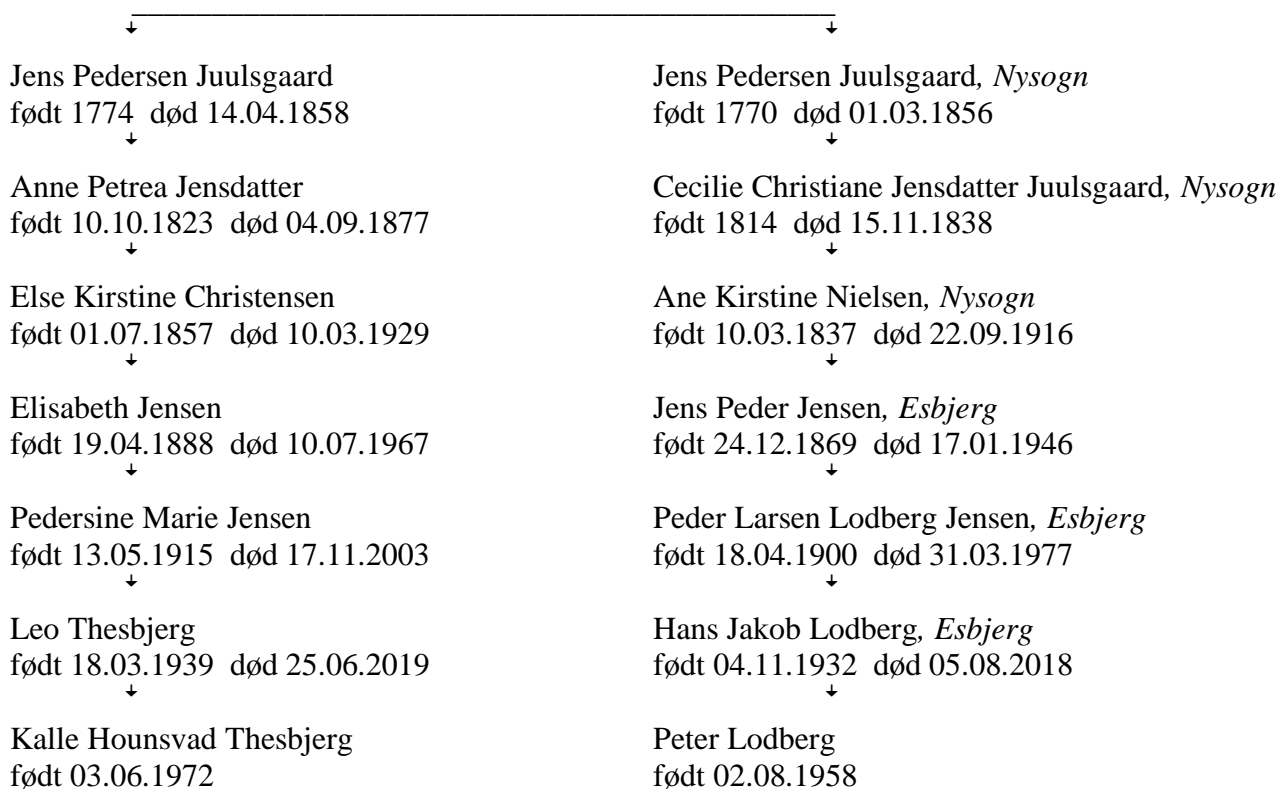 Jens Pedersen Juulsgaard
født 1774 død 14.04.1858
Anne Petrea Jensdatter
født 10.10.1823 død 04.09.1877
Else Kirstine Christensen
født 01.07.1857 død 10.03.1929
Elisabeth Jensen
født 19.04.1888 død 10.07.1967
Pedersine Marie Jensen
født 13.05.1915 død 17.11.2003
Leo Thesbjerg
født 18.03.1939 død 25.06.2019
Kalle Hounsvad Thesbjerg
født 03.06.1972
Jens Pedersen Juulsgaard, Nysogn
født 1770 død 01.03.1856
Cecilie Christiane Jensdatter Juulsgaard, Nysogn
født 1814 død 15.11.1838
Ane Kirstine Nielsen, Nysogn
født 10.03.1837 død 22.09.1916
Jens Peder Jensen, Esbjerg
født 24.12.1869 død 17.01.1946
Peder Larsen Lodberg Jensen, Esbjerg
født 18.04.1900 død 31.03.1977
Hans Jakob Lodberg, Esbjerg
født 04.11.1932 død 05.08.2018
Peter Lodberg
født 02.08.1958